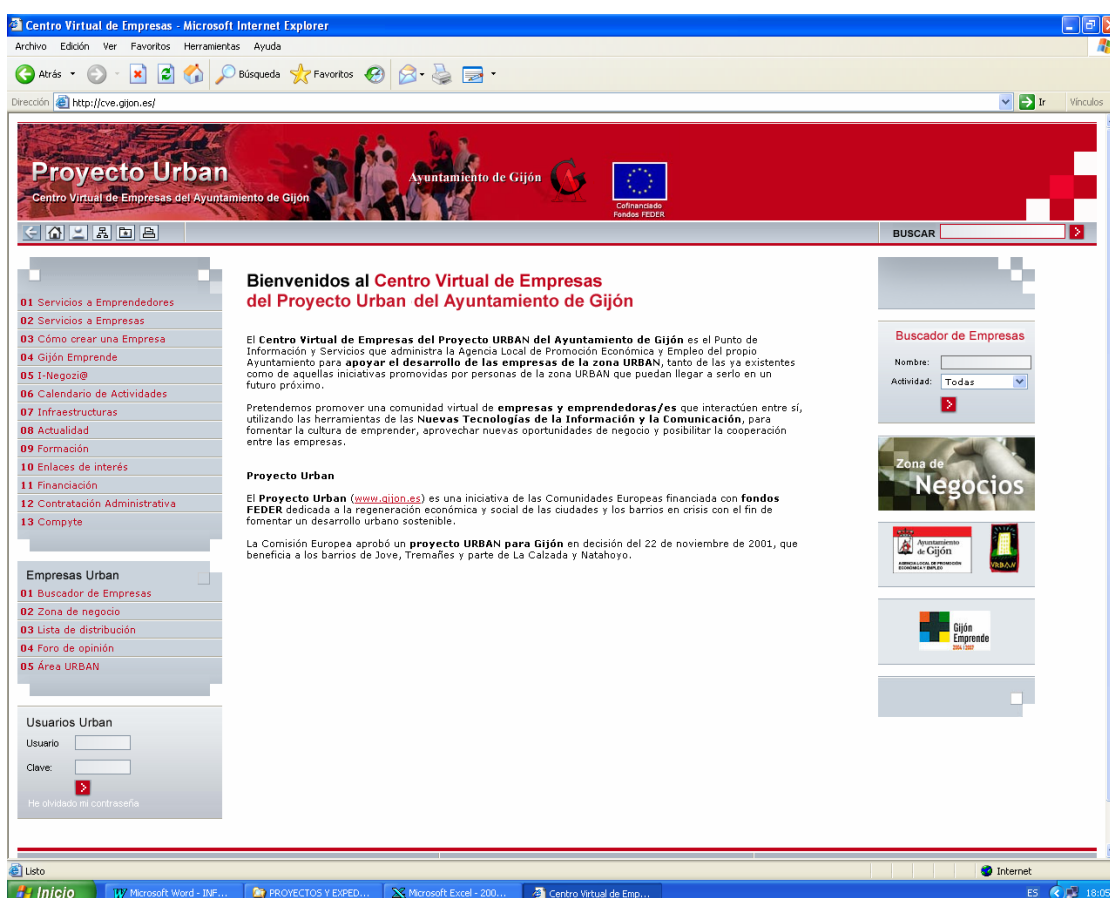 Centro Virtual de Empresas - Microsoft Internet Explorer
Archivo Edición Ver Favoritos Herramientas Ayuda
Atrás Búsqueda Favoritos
Dirección http://cve.gijon.es/ Ir Vínculos
Proyecto Urban
Centro Virtual de Empresas del Ayuntamiento de Gijón
Ayuntamiento de Gijón
Cofinanciado
Fondos FEDER
BUSCAR
01 Servicios a Emprendedores
02 Servicios a Empresas
03 Cómo crear una Empresa
04 Gijón Emprende
05 I-Negozi@
06 Calendario de Actividades
07 Infraestructuras
08 Actualidad
09 Formación
10 Enlaces de interés
11 Financiación
12 Contratación Administrativa
13 Compyte
Empresas Urban
01 Buscador de Empresas
02 Zona de negocio
03 Lista de distribución
04 Foro de opinión
05 Área URBAN
Usuarios Urban
Usuario
Clave:
He olvidado mi contraseña
Bienvenidos al Centro Virtual de Empresas
del Proyecto Urban del Ayuntamiento de Gijón
El Centro Virtual de Empresas del Proyecto URBAN del Ayuntamiento de Gijón es el Punto de
Información y Servicios que administra la Agencia Local de Promoción Económica y Empleo del propio
Ayuntamiento para apoyar el desarrollo de las empresas de la zona URBAN, tanto de las ya existentes
como de aquellas iniciativas promovidas por personas de la zona URBAN que puedan llegar a serlo en un
futuro próximo.
Pretendemos promover una comunidad virtual de empresas y emprendedoras/es que interactúen entre sí,
utilizando las herramientas de las Nuevas Tecnologías de la Información y la Comunicación, para
fomentar la cultura de emprender, aprovechar nuevas oportunidades de negocio y posibilitar la cooperación
entre las empresas.
Proyecto Urban
El Proyecto Urban (www.gijon.es) es una iniciativa de las Comunidades Europeas financiada con fondos
FEDER dedicada a la regeneración económica y social de las ciudades y los barrios en crisis con el fin de
fomentar un desarrollo urbano sostenible.
La Comisión Europea aprobó un proyecto URBAN para Gijón en decisión del 22 de noviembre de 2001, que
beneficia a los barrios de Jove, Tremañes y parte de La Calzada y Natahoyo.
Buscador de Empresas
Nombre:
Actividad: Todas
Zona de
Negocios
Ayuntamiento
de Gijón
AGENCIA LOCAL DE PROMOCIÓN
ECONÓMICA Y EMPLEO
URBAN
Gijón
Emprende
2004 | 2007
Listo Internet
Inicio Microsoft Word - INF... PROYECTOS Y EXPED... Microsoft Excel - 200... Centro Virtual de Emp... ES 18:05